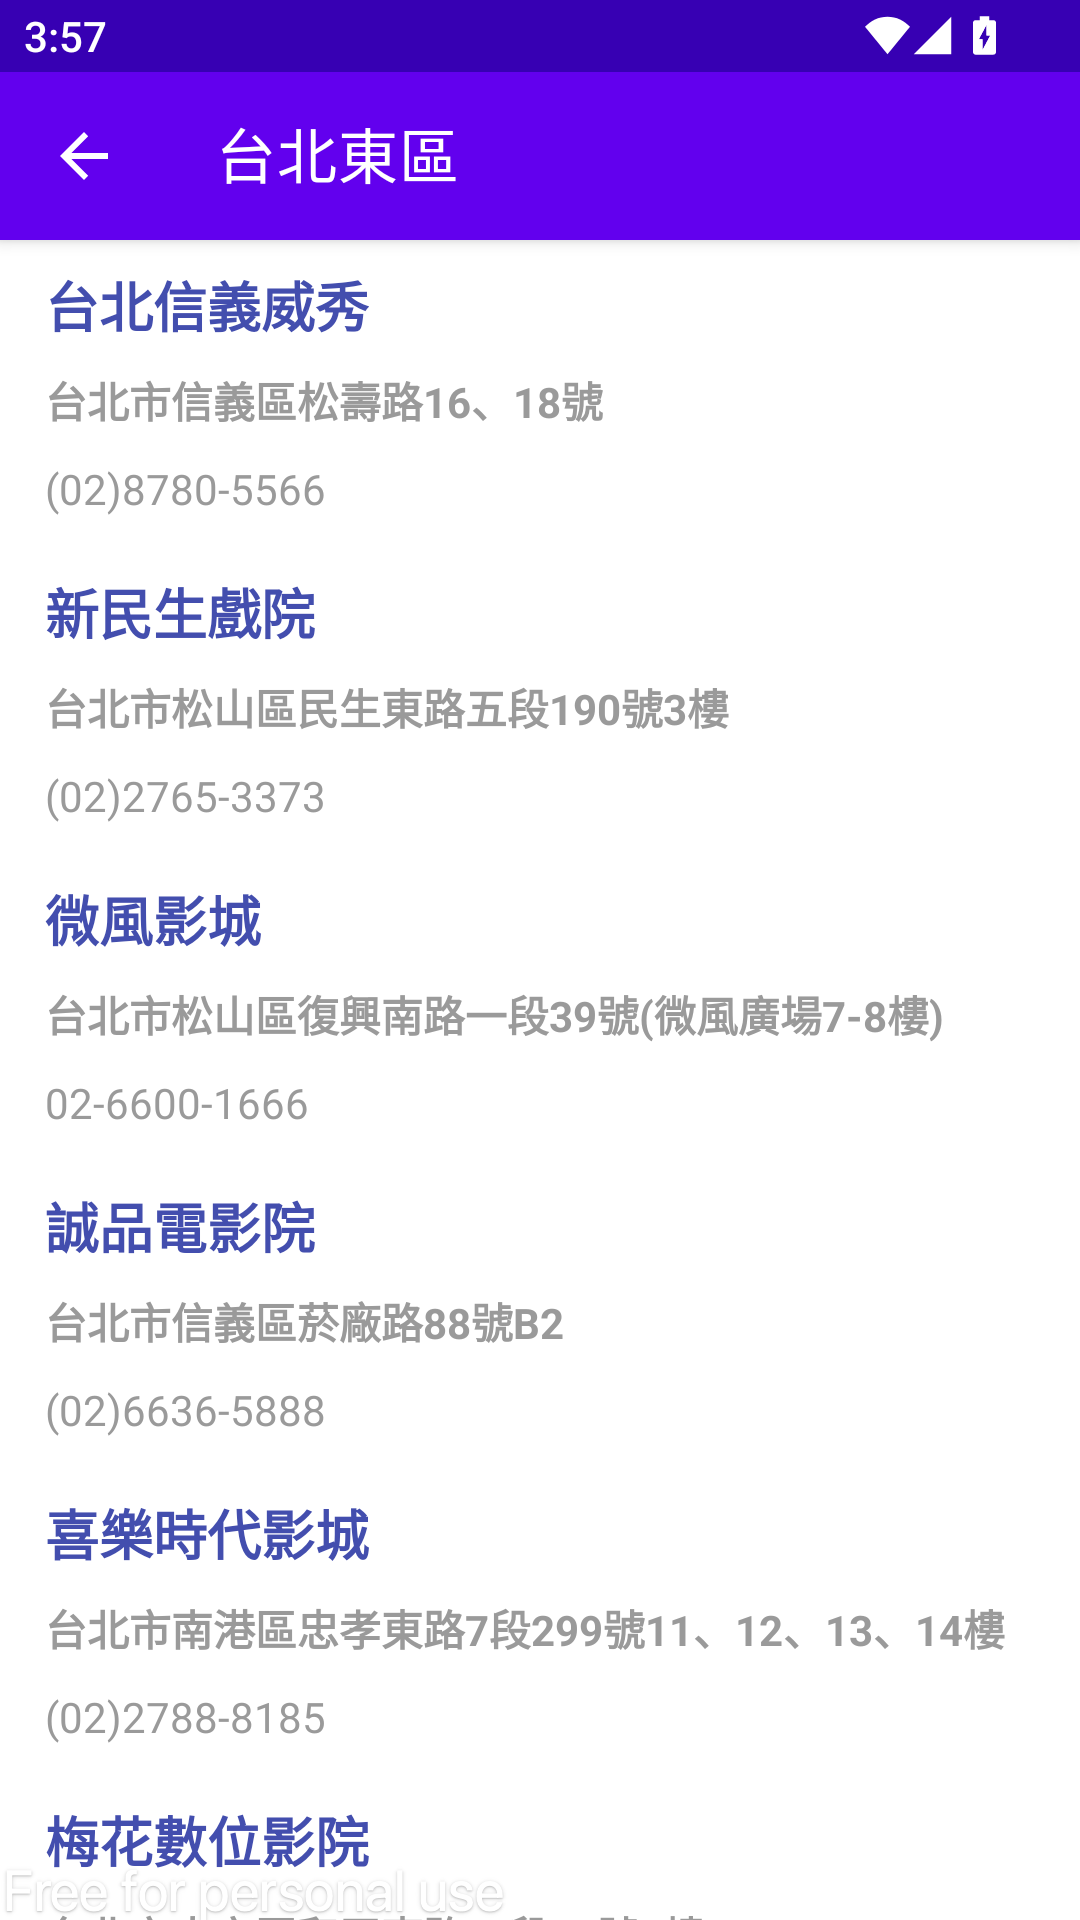 3:57
台北東區
台北信義威秀
台北市信義區松壽路16、18號
(02)8780-5566
新民生戲院
台北市松山區民生東路五段190號3樓
(02)2765-3373
微風影城
台北市松山區復興南路一段39號(微風廣場7-8樓)
02-6600-1666
誠品電影院
台北市信義區菸廠路88號B2
(02)6636-5888
喜樂時代影城
台北市南港區忠孝東路7段299號11、12、13、14樓
(02)2788-8185
梅花數位影院
Free for personal use